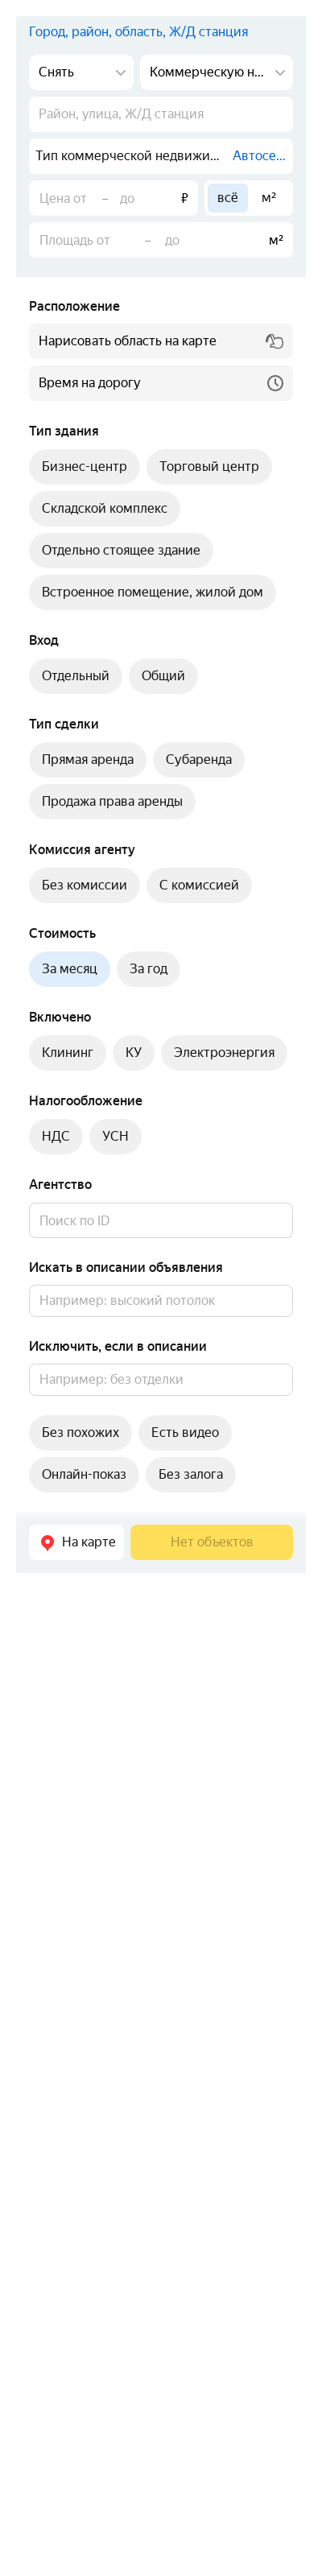 Город, район, область, Ж/Д станция
Снять Коммерческую н...
Район, улица, Ж/Д станция
Тип коммерческой недвижи... Автосе...
Цена от – до ₽ всё м²
Площадь от – до м²
Расположение
Нарисовать область на карте
Время на дорогу
Тип здания
Бизнес-центр Торговый центр
Складской комплекс
Отдельно стоящее здание
Встроенное помещение, жилой дом
Вход
Отдельный Общий
Тип сделки
Прямая аренда Субаренда
Продажа права аренды
Комиссия агенту
Без комиссии С комиссией
Стоимость
За месяц За год
Включено
Клининг КУ Электроэнергия
Налогообложение
НДС УСН
Агентство
Поиск по ID
Искать в описании объявления
Например: высокий потолок
Исключить, если в описании
Например: без отделки
Без похожих Есть видео
Онлайн-показ Без залога
На карте Нет объектов